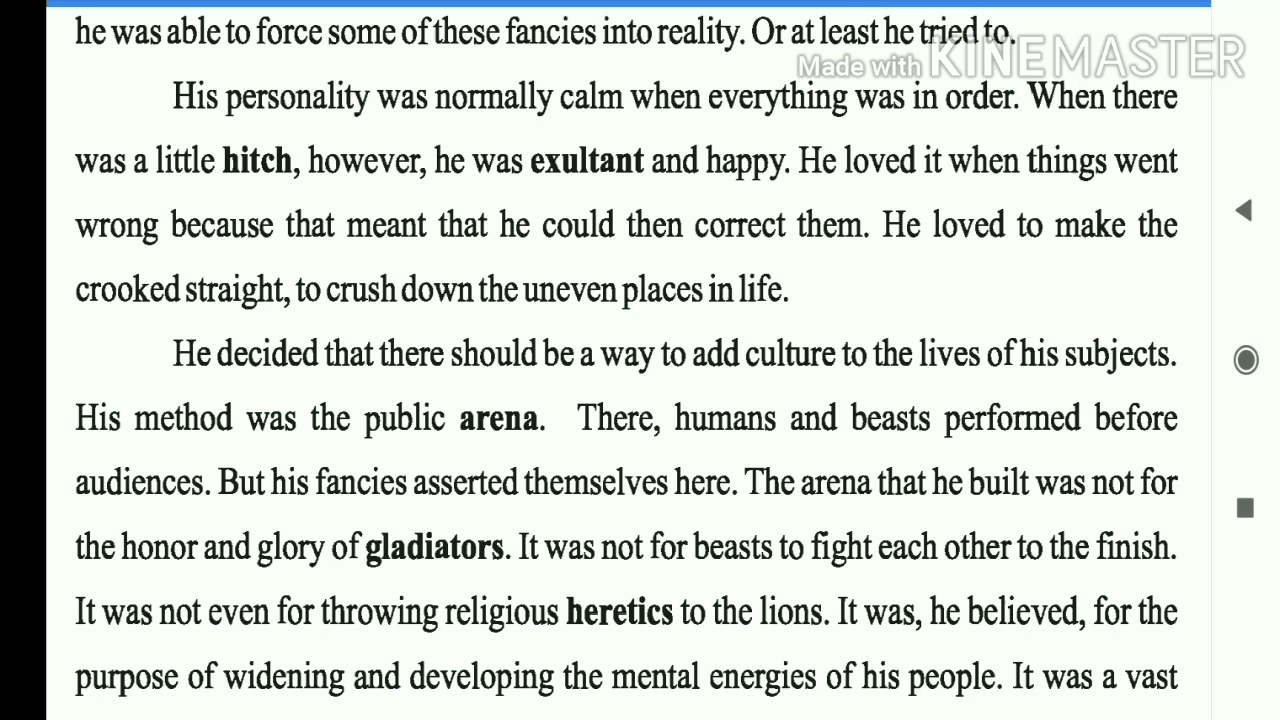 he was able to force some of these fancies into reality. Or at least he tried to.
Made with KINEMASTER
His personality was normally calm when everything was in order. When there
was a little hitch, however, he was exultant and happy. He loved it when things went
wrong because that meant that he could then correct them. He loved to make the
crooked straight, to crush down the uneven places in life.
He decided that there should be a way to add culture to the lives of his subjects.
His method was the public arena. There, humans and beasts performed before
audiences. But his fancies asserted themselves here. The arena that he built was not for
the honor and glory of gladiators. It was not for beasts to fight each other to the finish.
It was not even for throwing religious heretics to the lions. It was, he believed, for the
purpose of widening and developing the mental energies of his people. It was a vast